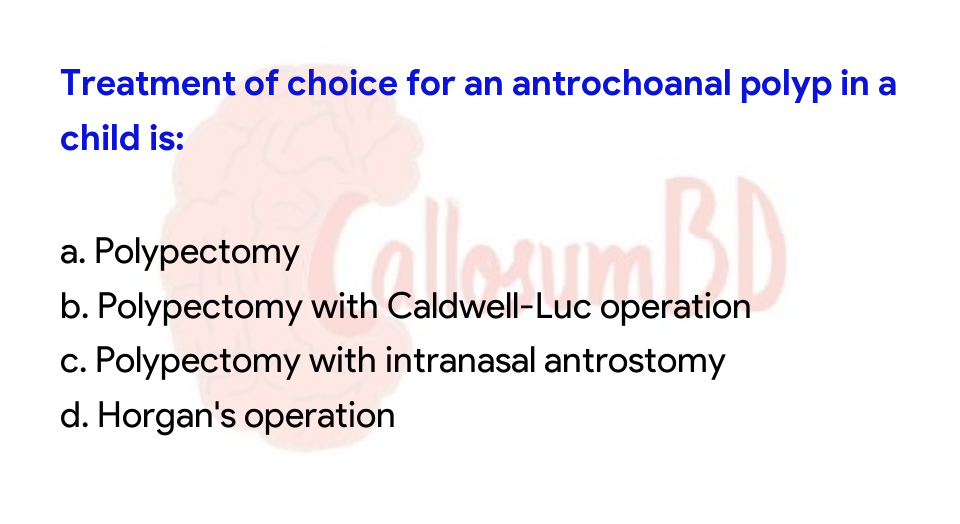 Treatment of choice for an antrochoanal polyp in a
child is:
CallosumBD
a. Polypectomy
b. Polypectomy with Caldwell-Luc operation
c. Polypectomy with intranasal antrostomy
d. Horgan's operation